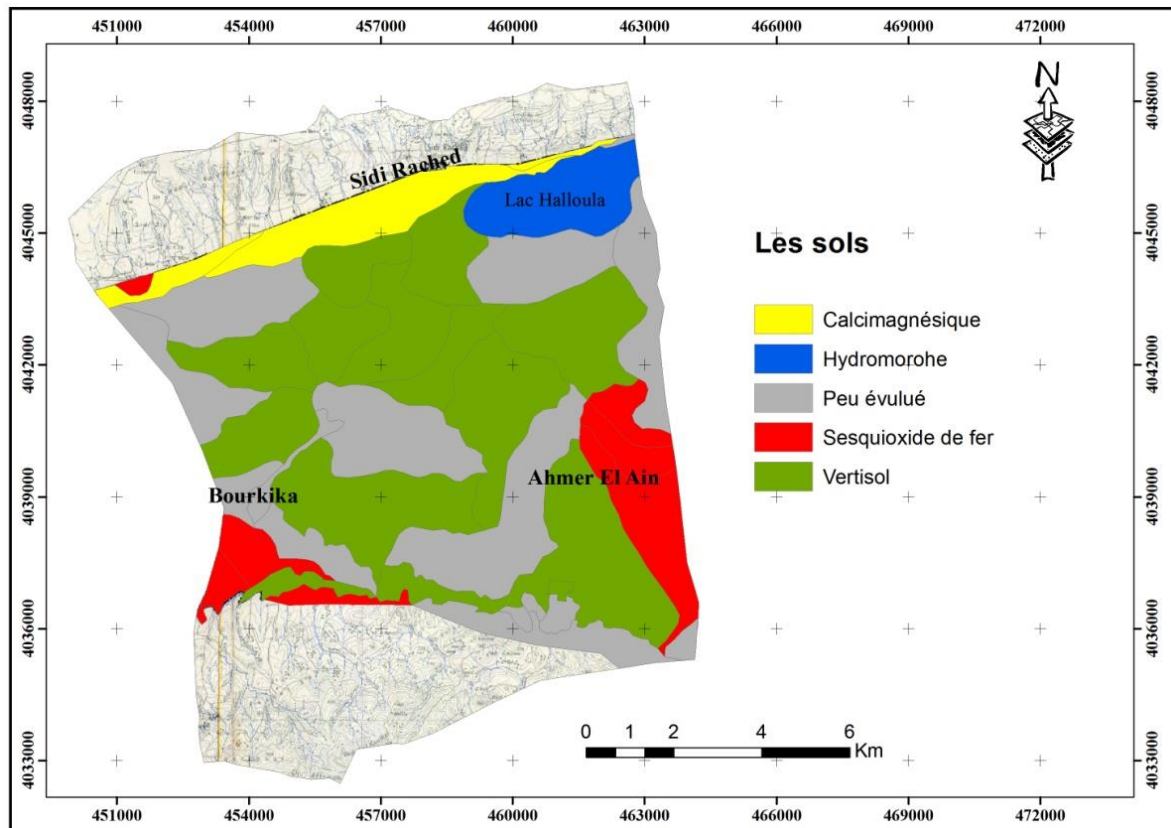 451000 454000 457000 460000 463000 466000 469000 472000
N
4048000 4048000
Sidi Rached
Lac Halloula
4045000 4045000
Les sols
Calcimagnésique
Hydromorohe
Peu évulué
Sesquioxide de fer
Vertisol
4042000 4042000
Ahmer El Ain
Bourkika
4039000 4039000
4036000 4036000
0 1 2 4 6
Km
4033000 4033000
451000 454000 457000 460000 463000 466000 469000 472000